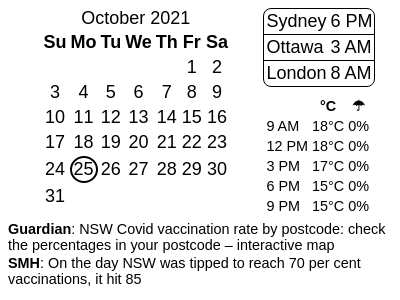 October 2021
Su Mo Tu We Th Fr Sa
1 2
3 4 5 6 7 8 9
10 11 12 13 14 15 16
17 18 19 20 21 22 23
24 25 26 27 28 29 30
31
Sydney 6 PM
Ottawa 3 AM
London 8 AM
°C ☂
9 AM 18°C 0%
12 PM 18°C 0%
3 PM 17°C 0%
6 PM 15°C 0%
9 PM 15°C 0%
Guardian: NSW Covid vaccination rate by postcode: check
the percentages in your postcode – interactive map
SMH: On the day NSW was tipped to reach 70 per cent
vaccinations, it hit 85